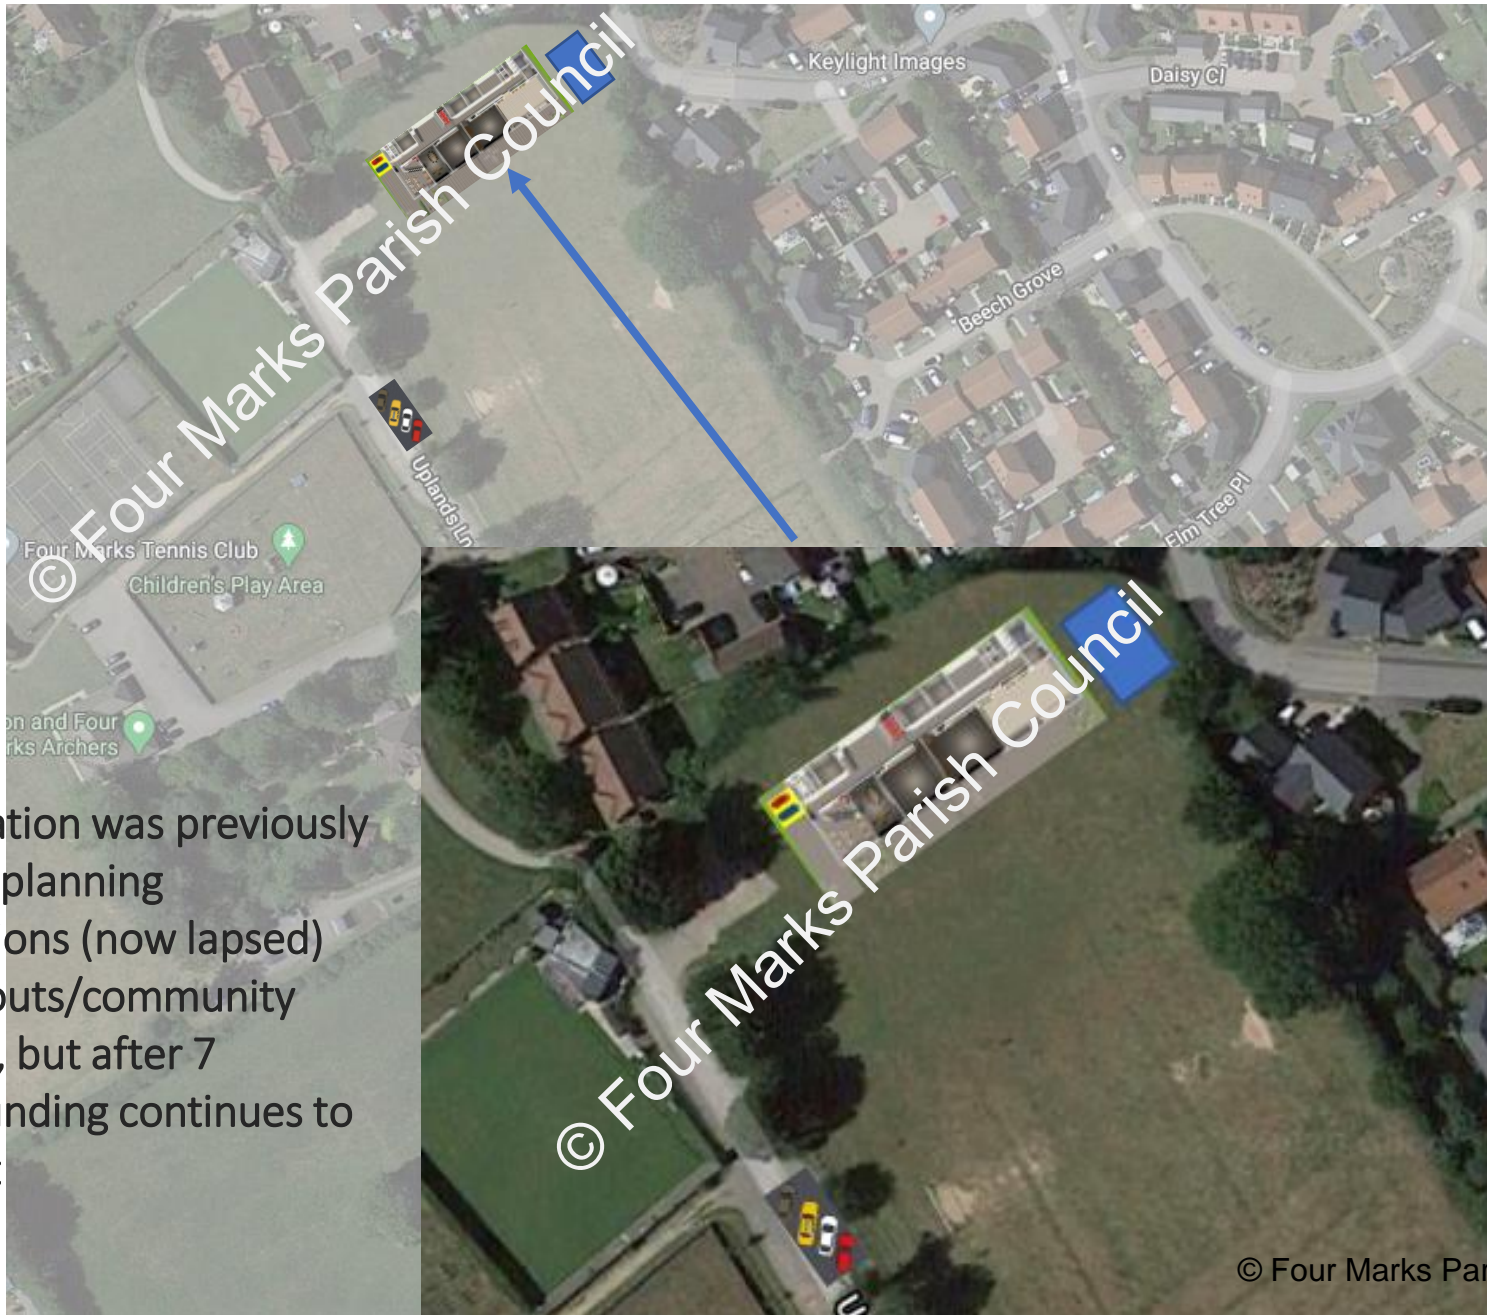 Keylight Images
Daisy Cl
© Four Marks Parish Council
Beech Grove
Uplands Ln
Elm Tree Pl
Four Marks Tennis Club
Children's Play Area
on and Four
rks Archers
ation was previously
planning
ons (now lapsed)
outs/community
, but after 7
unding continues to
© Four Marks Parish Council
U
© Four Marks Par